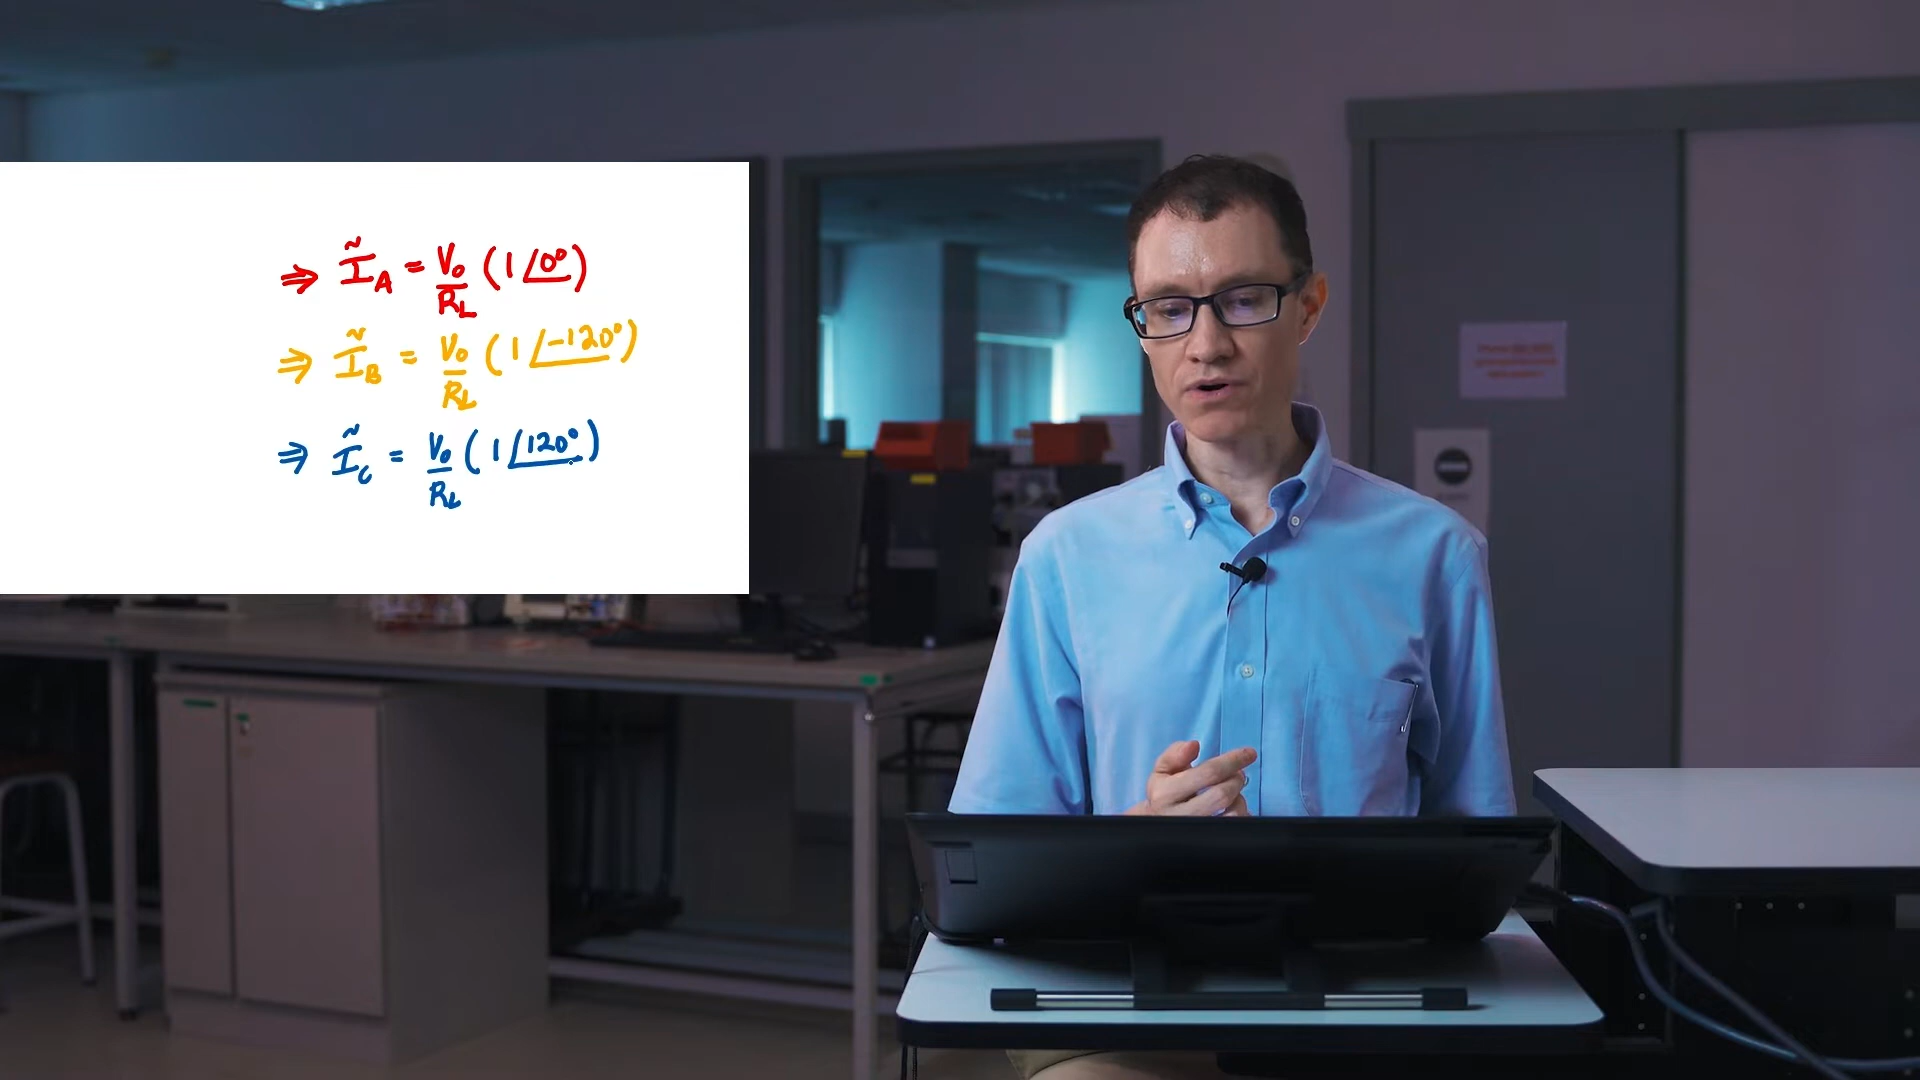 ⇒ Ĩ_A = V₀/R_L (1∠0°)
⇒ Ĩ_B = V₀/R_L (1∠-120°)
⇒ Ĩ_C = V₀/R_L (1∠120°)